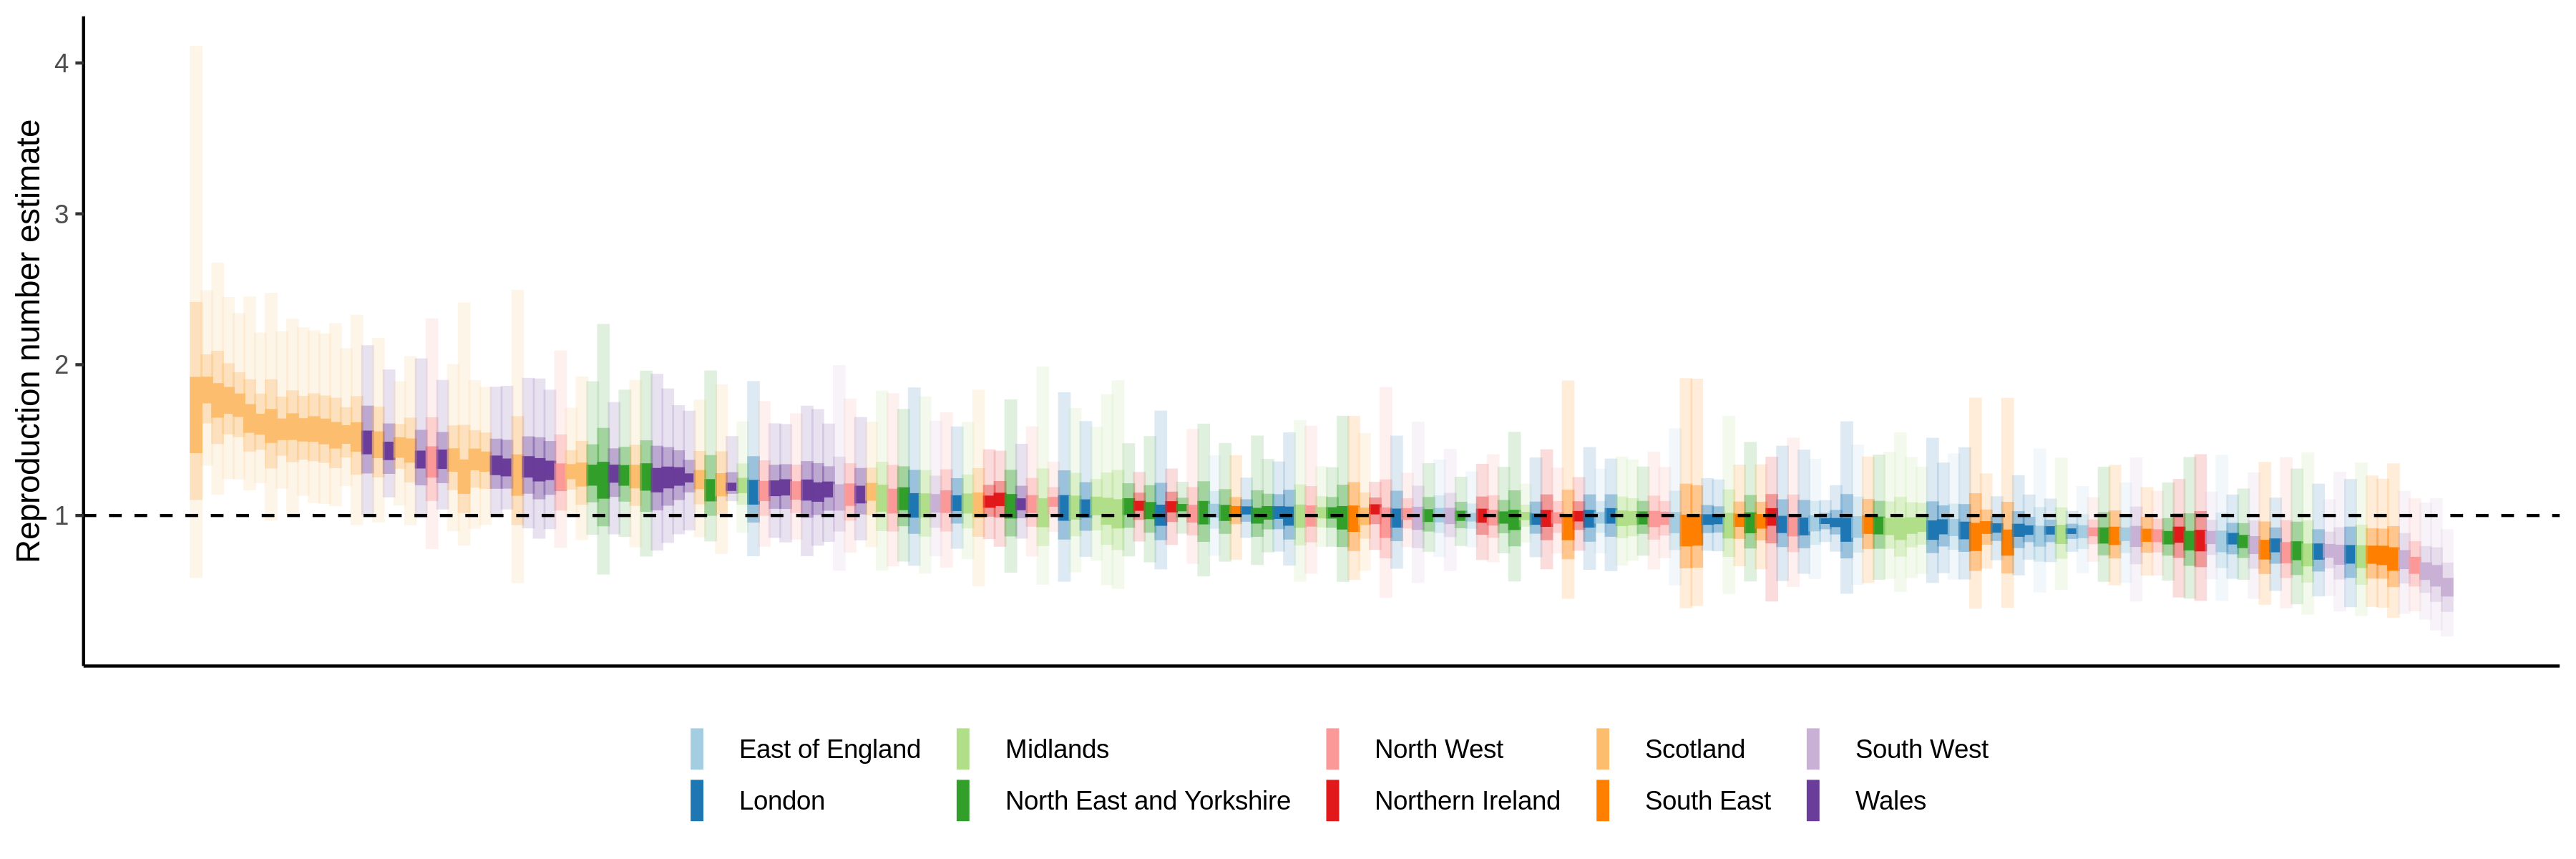 Reproduction number estimate
4
3
2
1
East of England Midlands North West Scotland South West
London North East and Yorkshire Northern Ireland South East Wales